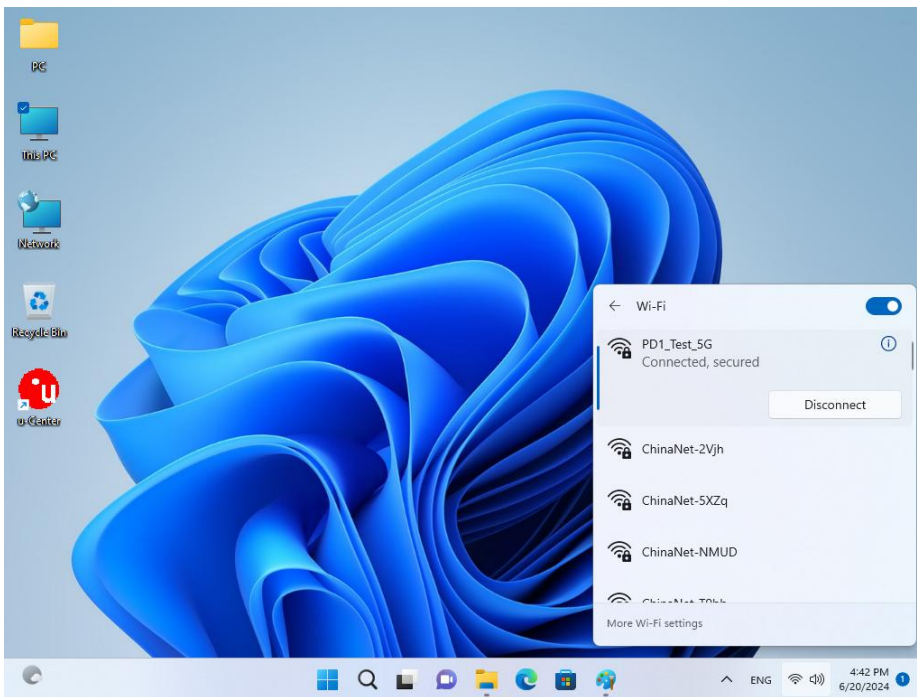 PC
This PC
Network
Recycle Bin
u
u-Center
Wi-Fi
PD1_Test_5G
Connected, secured
Disconnect
ChinaNet-2Vjh
ChinaNet-5XZq
ChinaNet-NMUD
More Wi-Fi settings
ENG
4:42 PM
6/20/2024
1